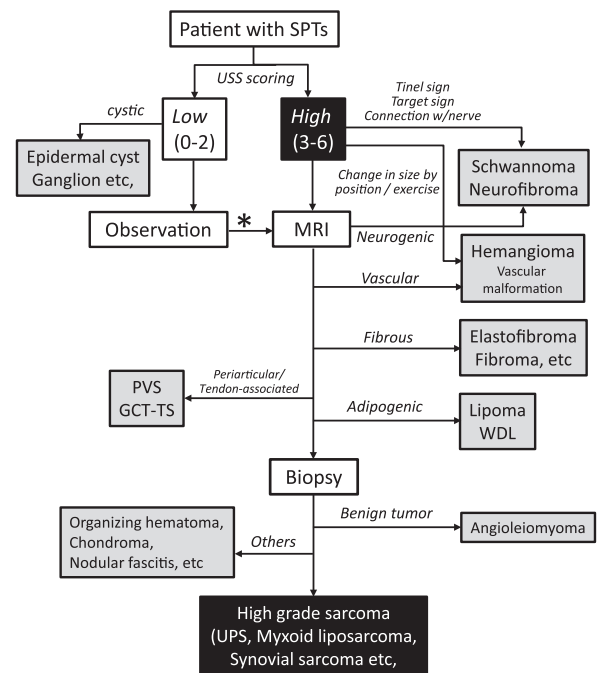 Patient with SPTs
USS scoring
cystic
Low
(0-2)
High
(3-6)
Tinel sign
Target sign
Connection w/nerve
Epidermal cyst
Ganglion etc,
Change in size by
position / exercise
Schwannoma
Neurofibroma
Observation
*
MRI
Neurogenic
Hemangioma
Vascular
malformation
Vascular
Fibrous
Elastofibroma
Fibroma, etc
Periarticular/
Tendon-associated
PVS
GCT-TS
Adipogenic
Lipoma
WDL
Biopsy
Organizing hematoma,
Chondroma,
Nodular fascitis, etc
Benign tumor
Angioleiomyoma
Others
High grade sarcoma
(UPS, Myxoid liposarcoma,
Synovial sarcoma etc,